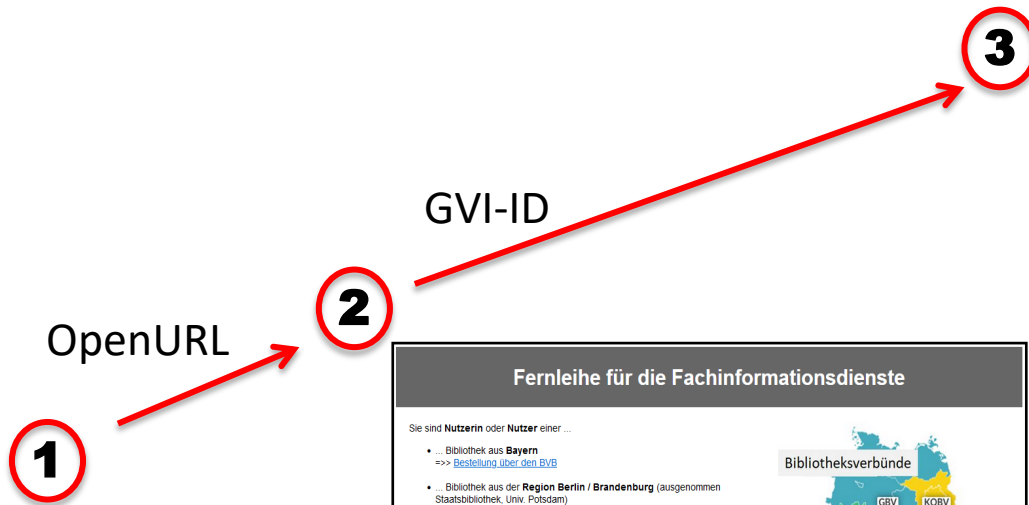 3
GVI-ID
2
OpenURL
1
Fernleihe für die Fachinformationsdienste
Sie sind Nutzerin oder Nutzer einer ...
• ... Bibliothek aus Bayern
=>> Bestellung über den BVB
• ... Bibliothek aus der Region Berlin / Brandenburg (ausgenommen
Staatsbibliothek, Univ. Potsdam)
Bibliotheksverbünde
GBV
KOBV